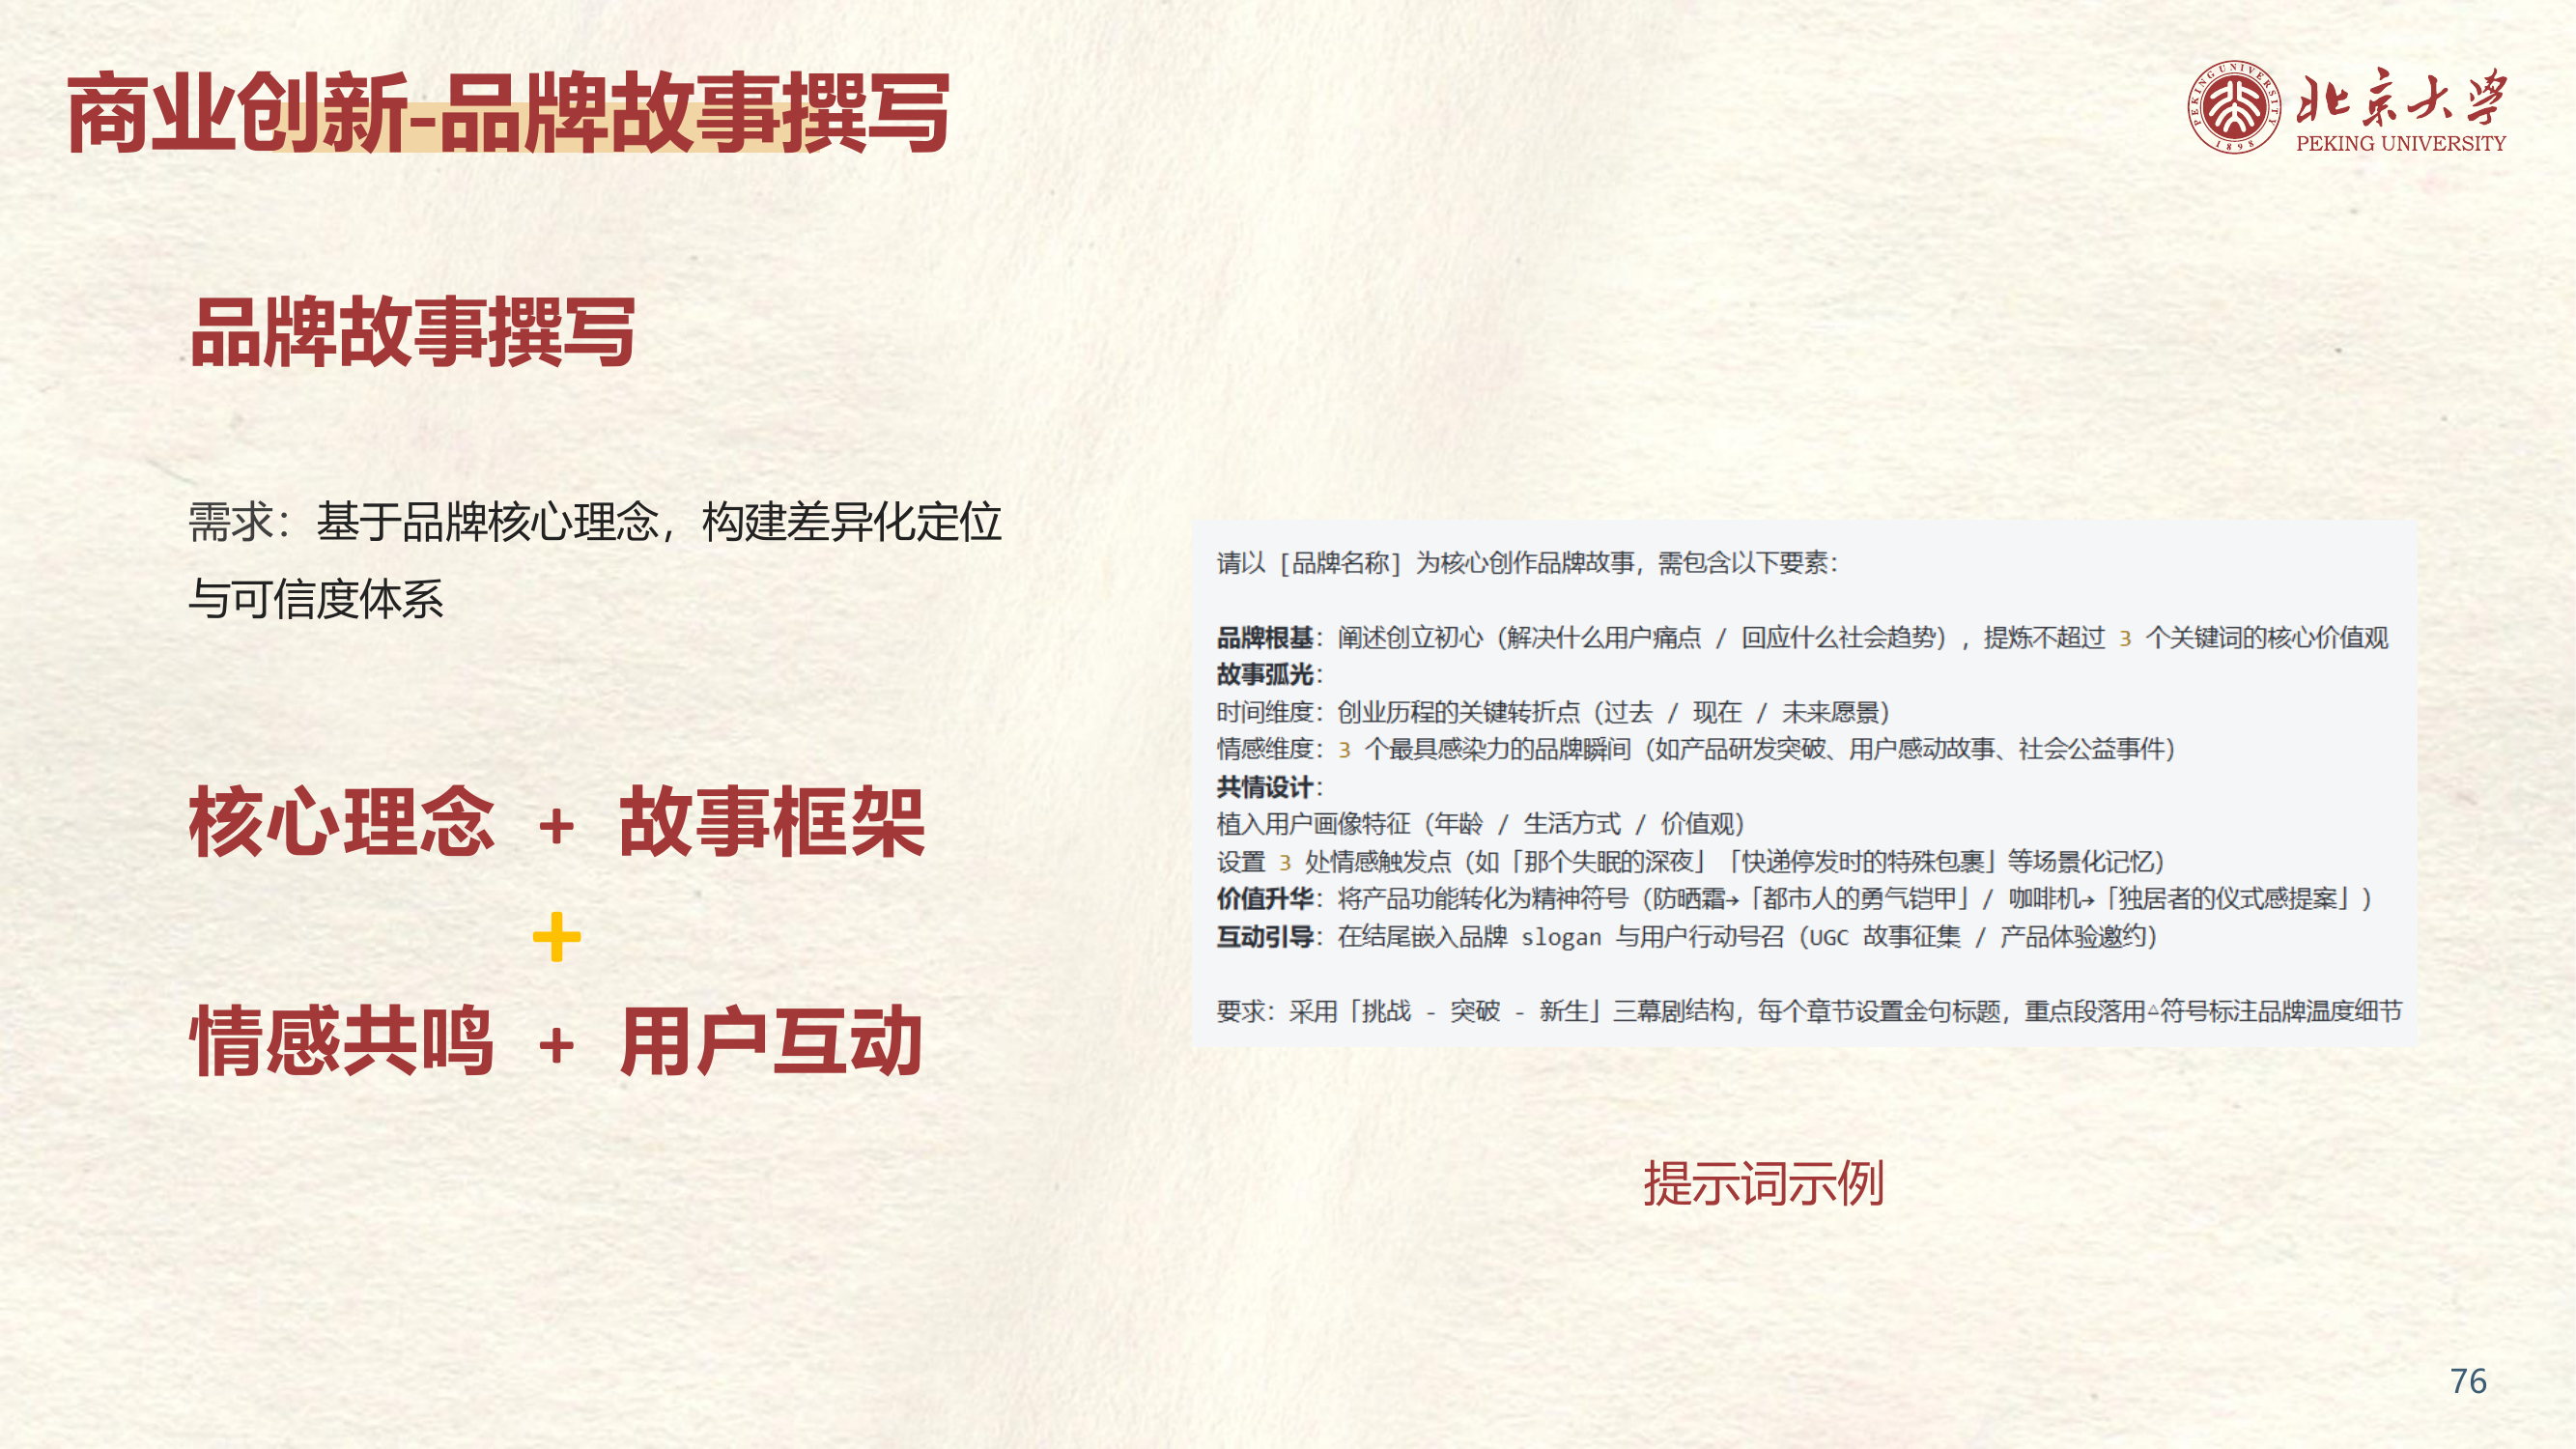 商业创新-品牌故事撰写
PEKING UNIVERSITY
1898
北京大学
PEKING UNIVERSITY
品牌故事撰写
需求：基于品牌核心理念，构建差异化定位
与可信度体系
核心理念 + 故事框架
+
情感共鸣 + 用户互动
请以 [品牌名称] 为核心创作品牌故事，需包含以下要素：
品牌根基：阐述创立初心（解决什么用户痛点 / 回应什么社会趋势），提炼不超过 3 个关键词的核心价值观
故事弧光：
时间维度：创业历程的关键转折点（过去 / 现在 / 未来愿景）
情感维度：3 个最具感染力的品牌瞬间（如产品研发突破、用户感动故事、社会公益事件）
共情设计：
植入用户画像特征（年龄 / 生活方式 / 价值观）
设置 3 处情感触发点（如「那个失眠的深夜」「快递停发时的特殊包裹」等场景化记忆）
价值升华：将产品功能转化为精神符号（防晒霜→「都市人的勇气铠甲」/ 咖啡机→「独居者的仪式感提案」）
互动引导：在结尾嵌入品牌 slogan 与用户行动号召（UGC 故事征集 / 产品体验邀约）
要求：采用「挑战 - 突破 - 新生」三幕剧结构，每个章节设置金句标题，重点段落用△符号标注品牌温度细节
提示词示例
76